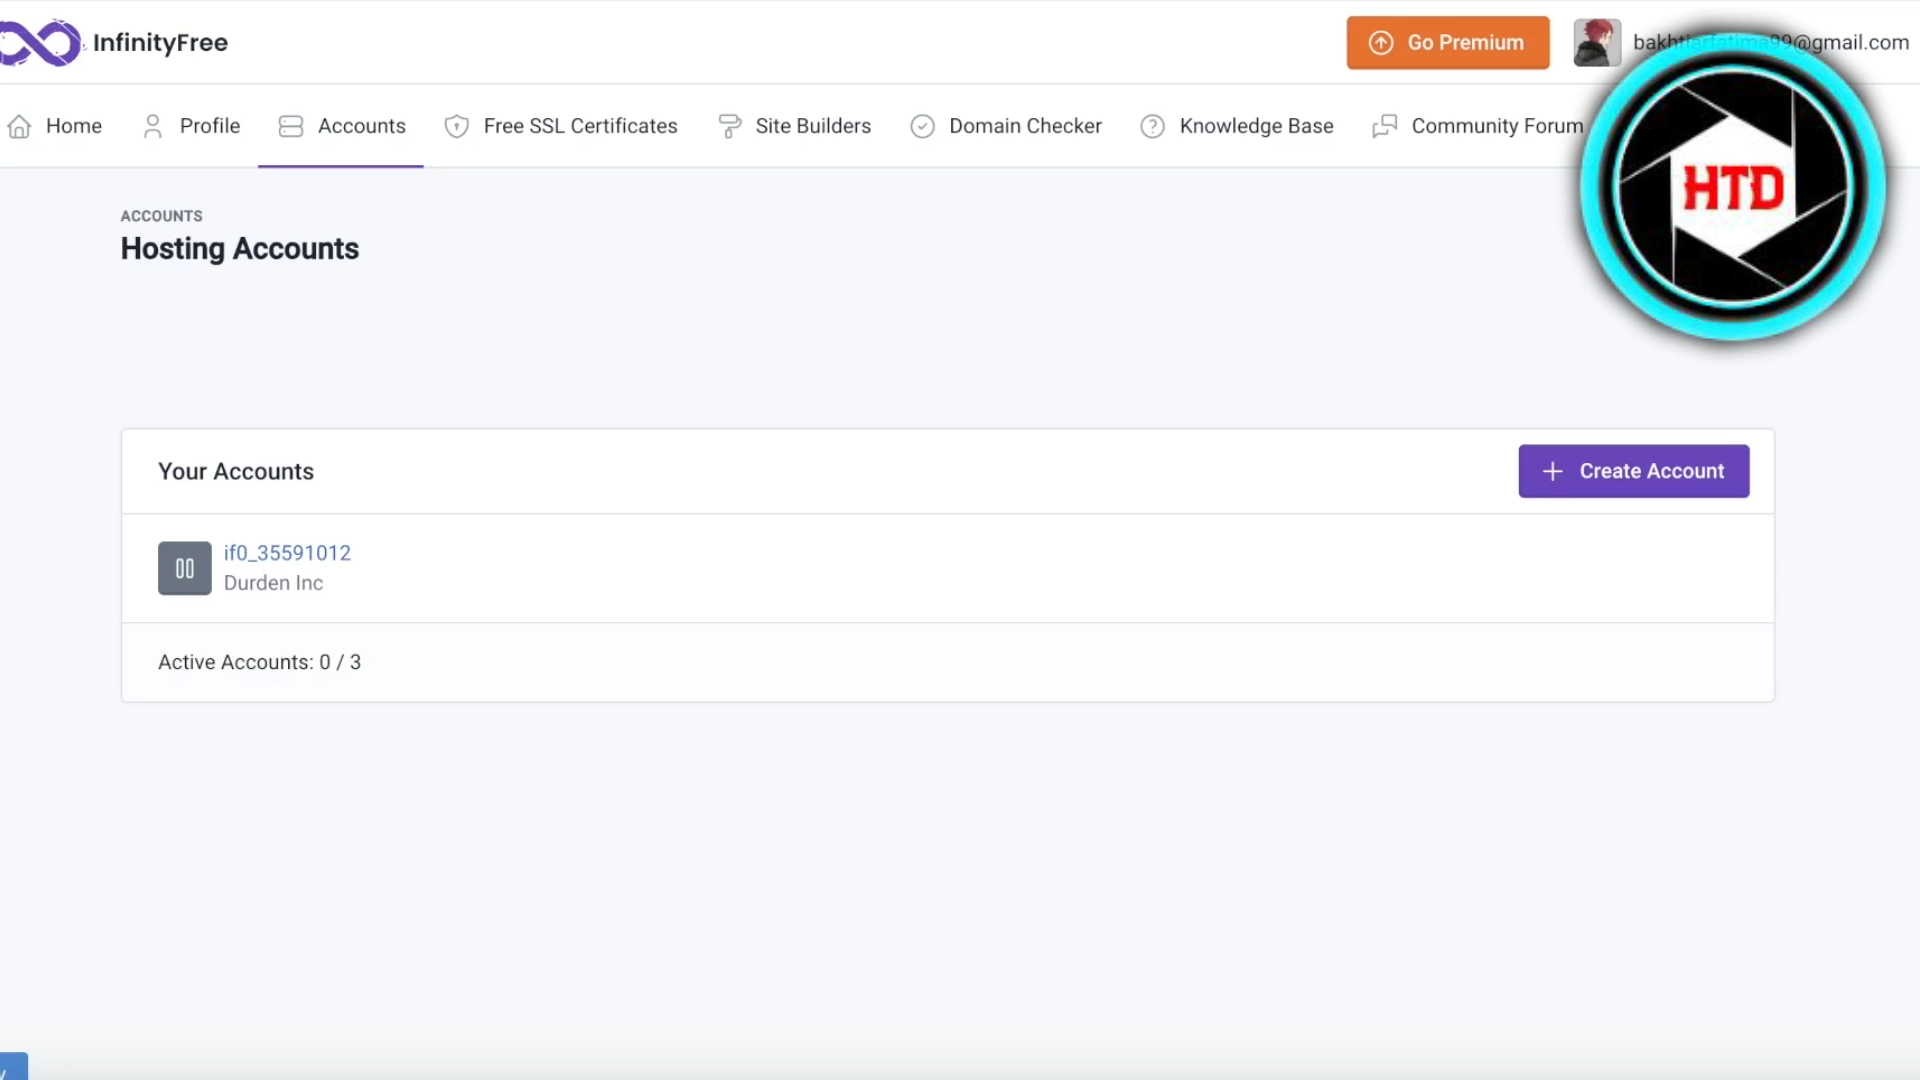 InfinityFree
Go Premium
bakhtiarfatima99@gmail.com
Home Profile Accounts Free SSL Certificates Site Builders Domain Checker Knowledge Base Community Forum
HTD
ACCOUNTS
Hosting Accounts
Your Accounts
Create Account
if0_35591012
Durden Inc
Active Accounts: 0 / 3